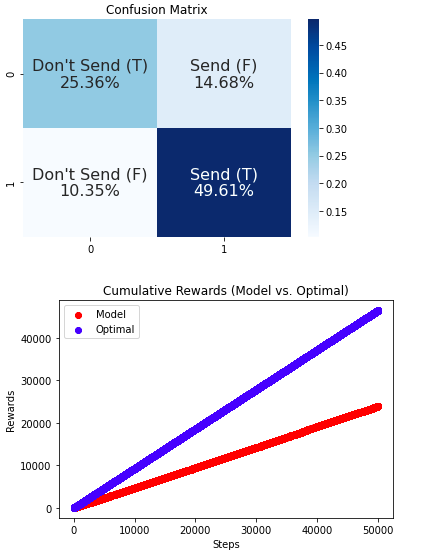 Confusion Matrix
0
Don't Send (T)
25.36%
Send (F)
14.68%
1
Don't Send (F)
10.35%
Send (T)
49.61%
0
1
0.45
0.40
0.35
0.30
0.25
0.20
0.15
Cumulative Rewards (Model vs. Optimal)
Model
Optimal
Rewards
40000
30000
20000
10000
0
0
10000
20000
30000
40000
50000
Steps